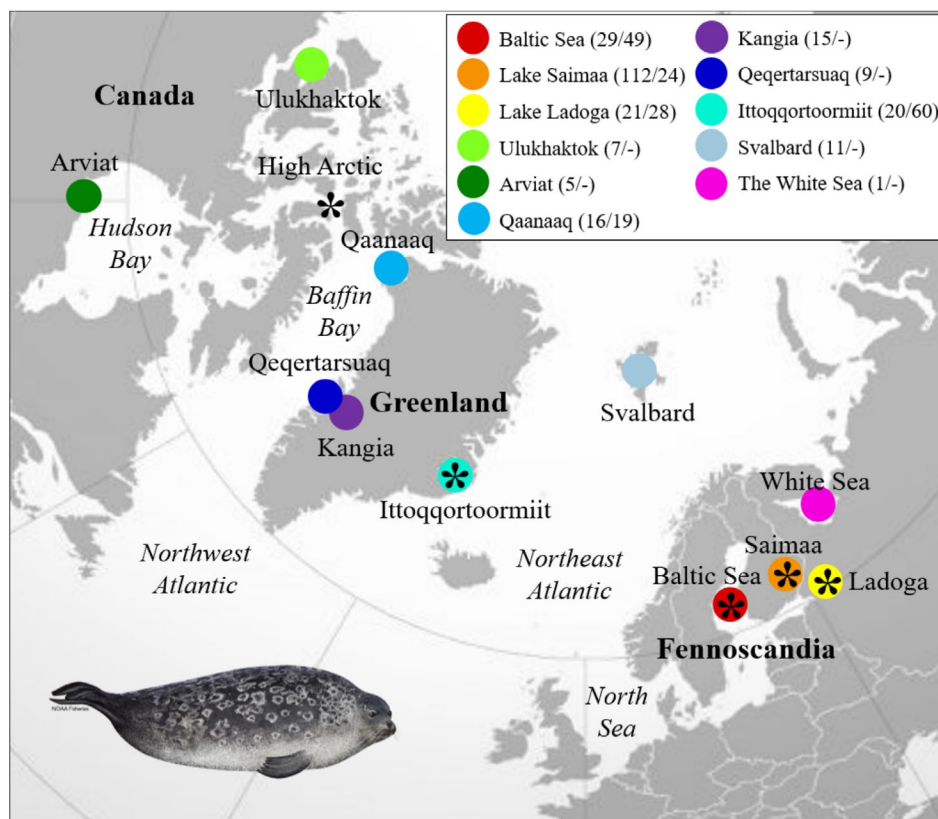 Baltic Sea (29/49)
Lake Saimaa (112/24)
Lake Ladoga (21/28)
Ulukhaktok (7/-)
Arviat (5/-)
Qaanaaq (16/19)
Kangia (15/-)
Qeqertarsuaq (9/-)
Ittoqqortoormiit (20/60)
Svalbard (11/-)
The White Sea (1/-)
Canada
Ulukhaktok
Arviat
High Arctic
*
Hudson
Bay
Qaanaaq
Baffin
Bay
Qeqertarsuaq
Greenland
Kangia
Svalbard
*
Ittoqqortoormiit
White Sea
Northwest
Atlantic
Northeast
Atlantic
Saimaa
*
Baltic Sea
*
*
Ladoga
Fennoscandia
North
Sea
NOAA Fisheries